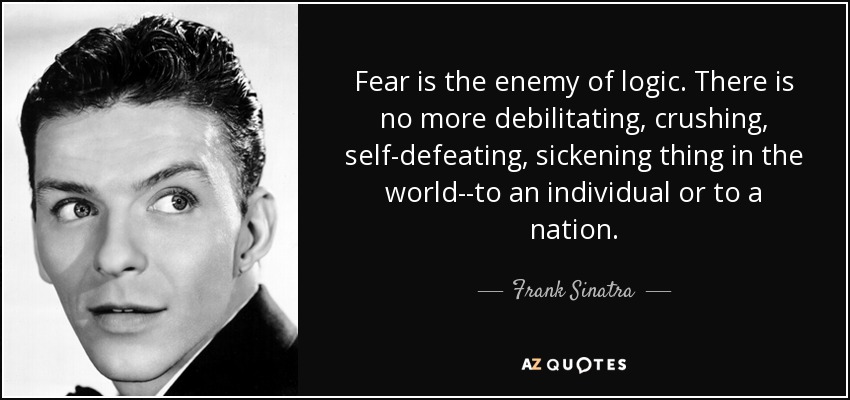 Fear is the enemy of logic. There is
no more debilitating, crushing,
self-defeating, sickening thing in the
world--to an individual or to a
nation.
Frank Sinatra
AZ QUOTES